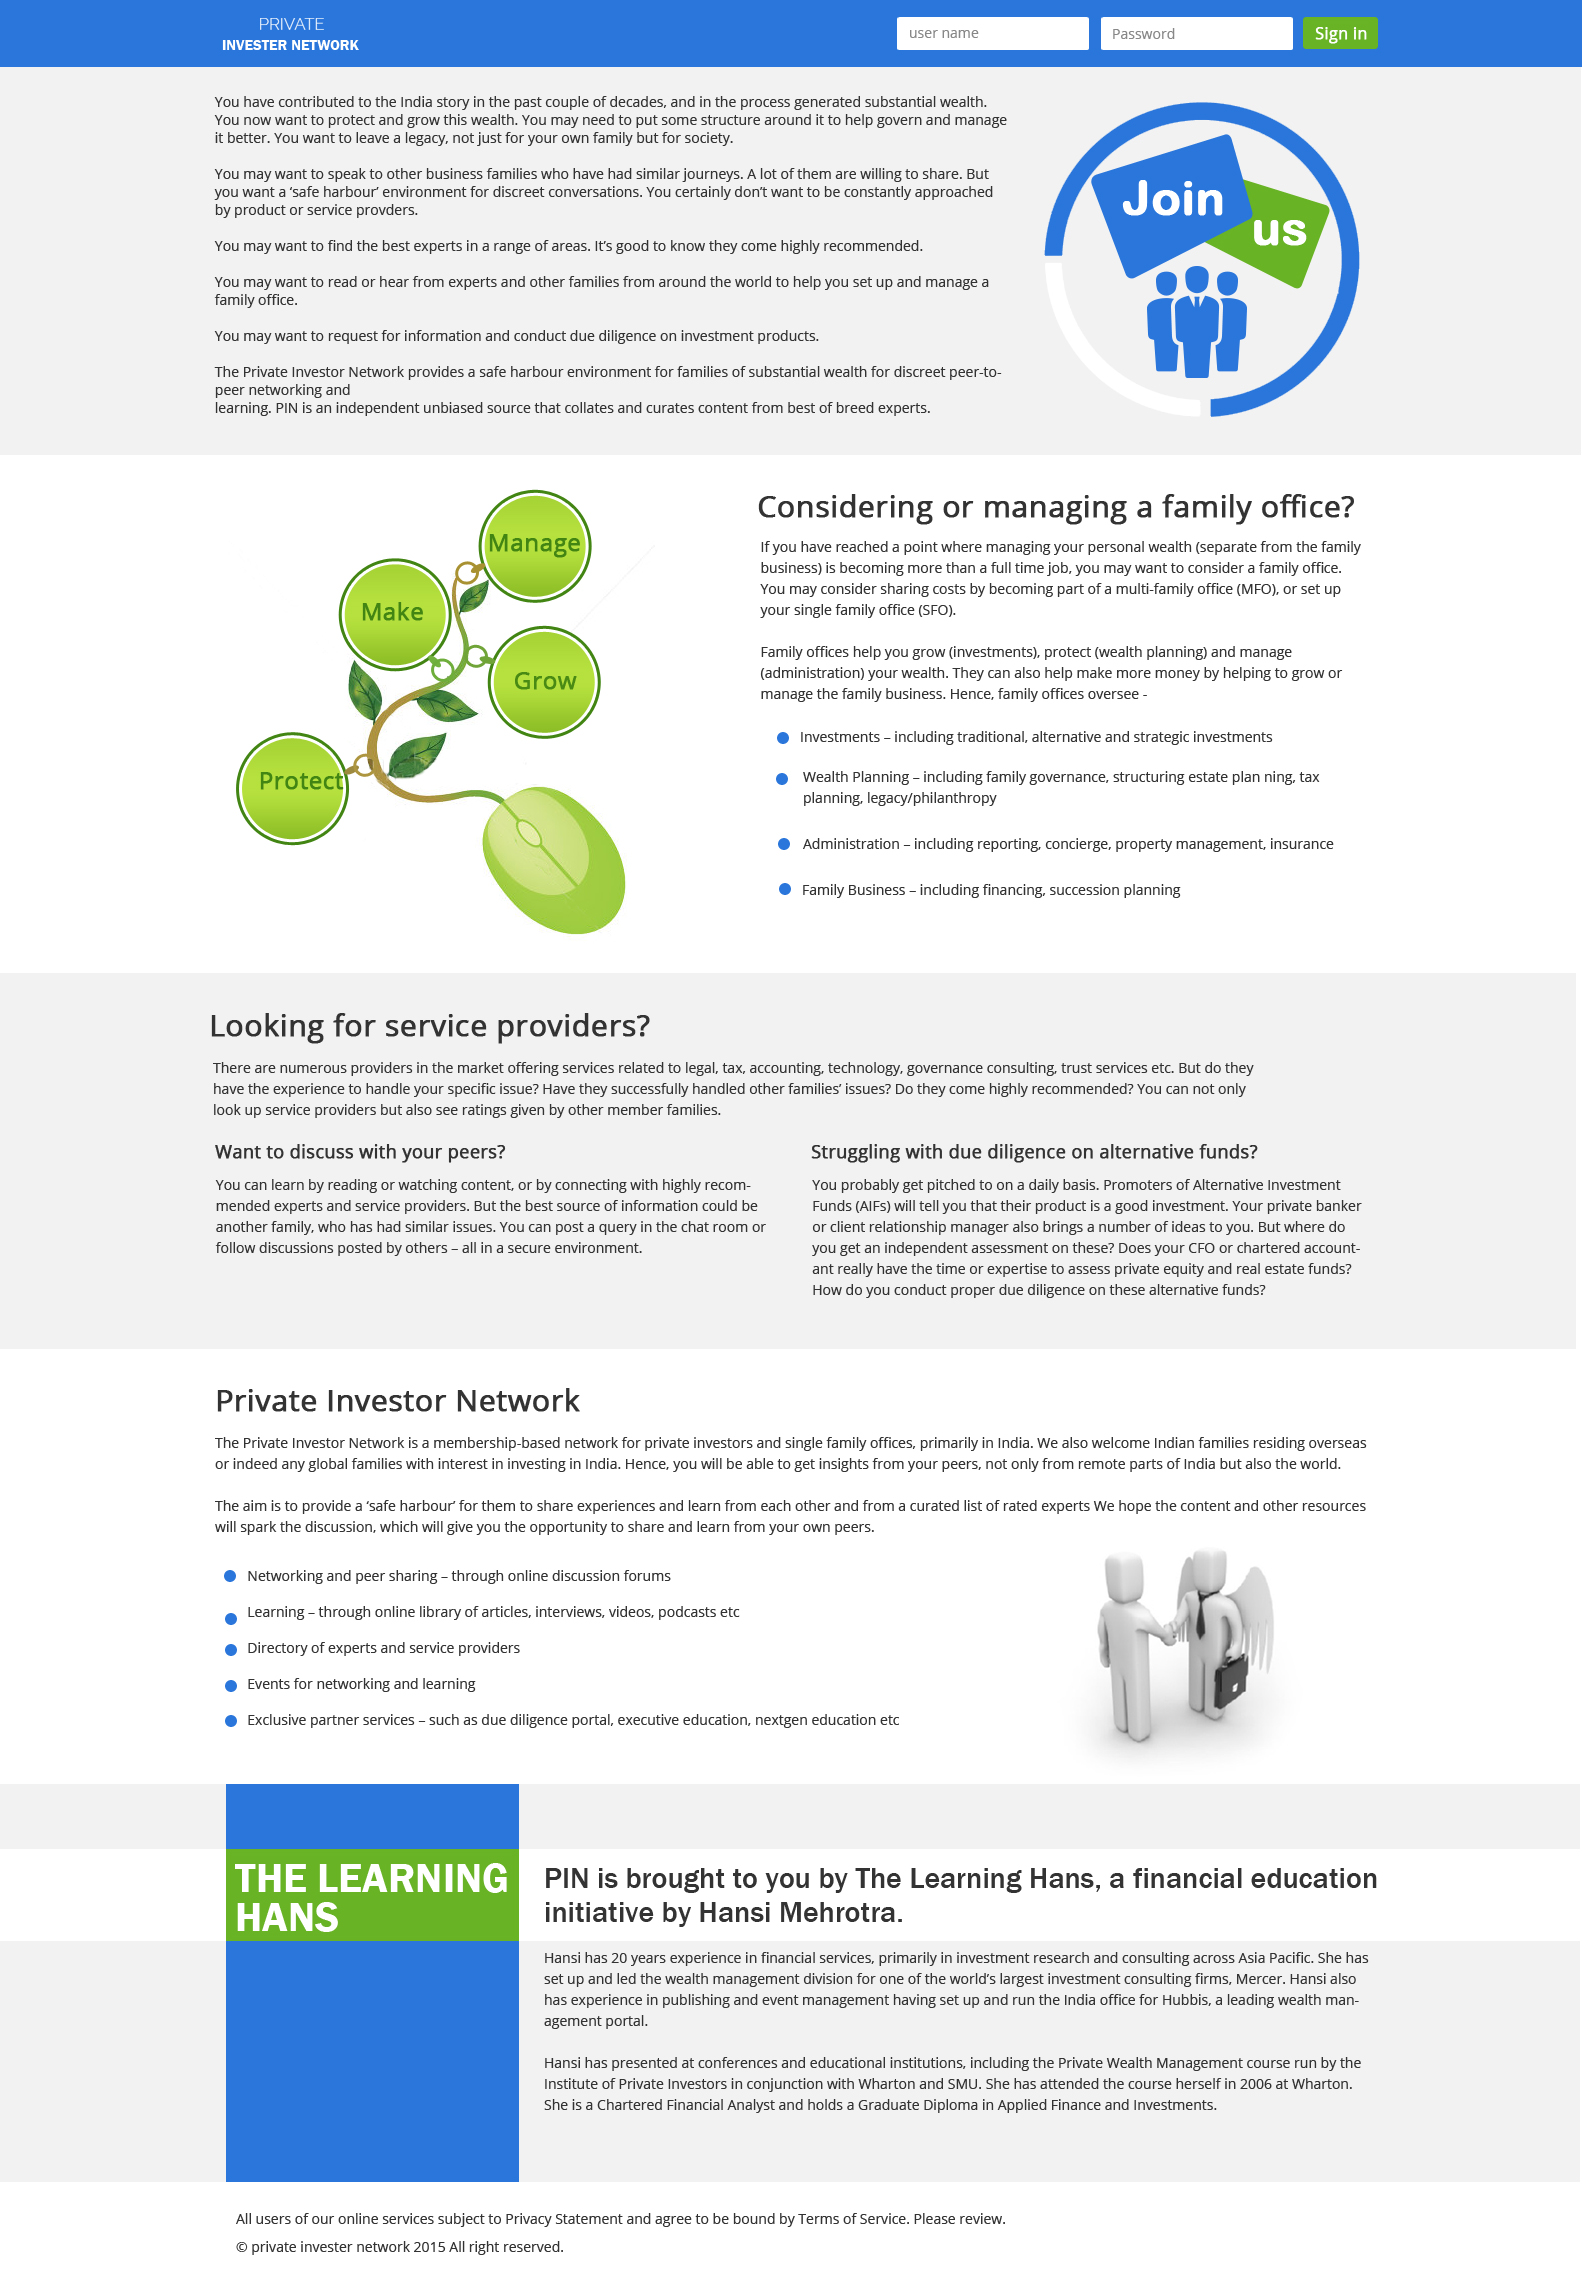 PRIVATE
INVESTER NETWORK
user name
Password
Sign in
You have contributed to the India story in the past couple of decades, and in the process generated substantial wealth.
You now want to protect and grow this wealth. You may need to put some structure around it to help govern and manage
it better. You want to leave a legacy, not just for your own family but for society.
You may want to speak to other business families who have had similar journeys. A lot of them are willing to share. But
you want a ‘safe harbour’ environment for discreet conversations. You certainly don’t want to be constantly approached
by product or service provders.
You may want to find the best experts in a range of areas. It’s good to know they come highly recommended.
You may want to read or hear from experts and other families from around the world to help you set up and manage a
family office.
You may want to request for information and conduct due diligence on investment products.
The Private Investor Network provides a safe harbour environment for families of substantial wealth for discreet peer-to-
peer networking and
learning. PIN is an independent unbiased source that collates and curates content from best of breed experts.
Join
us
Manage
Make
Grow
Protect
Considering or managing a family office?
If you have reached a point where managing your personal wealth (separate from the family
business) is becoming more than a full time job, you may want to consider a family office.
You may consider sharing costs by becoming part of a multi-family office (MFO), or set up
your single family office (SFO).
Family offices help you grow (investments), protect (wealth planning) and manage
(administration) your wealth. They can also help make more money by helping to grow or
manage the family business. Hence, family offices oversee -
Investments – including traditional, alternative and strategic investments
Wealth Planning – including family governance, structuring estate plan ning, tax
planning, legacy/philanthropy
Administration – including reporting, concierge, property management, insurance
Family Business – including financing, succession planning
Looking for service providers?
There are numerous providers in the market offering services related to legal, tax, accounting, technology, governance consulting, trust services etc. But do they
have the experience to handle your specific issue? Have they successfully handled other families’ issues? Do they come highly recommended? You can not only
look up service providers but also see ratings given by other member families.
Want to discuss with your peers?
You can learn by reading or watching content, or by connecting with highly recom-
mended experts and service providers. But the best source of information could be
another family, who has had similar issues. You can post a query in the chat room or
follow discussions posted by others – all in a secure environment.
Struggling with due diligence on alternative funds?
You probably get pitched to on a daily basis. Promoters of Alternative Investment
Funds (AIFs) will tell you that their product is a good investment. Your private banker
or client relationship manager also brings a number of ideas to you. But where do
you get an independent assessment on these? Does your CFO or chartered account-
ant really have the time or expertise to assess private equity and real estate funds?
How do you conduct proper due diligence on these alternative funds?
Private Investor Network
The Private Investor Network is a membership-based network for private investors and single family offices, primarily in India. We also welcome Indian families residing overseas
or indeed any global families with interest in investing in India. Hence, you will be able to get insights from your peers, not only from remote parts of India but also the world.
The aim is to provide a ‘safe harbour’ for them to share experiences and learn from each other and from a curated list of rated experts We hope the content and other resources
will spark the discussion, which will give you the opportunity to share and learn from your own peers.
Networking and peer sharing – through online discussion forums
Learning – through online library of articles, interviews, videos, podcasts etc
Directory of experts and service providers
Events for networking and learning
Exclusive partner services – such as due diligence portal, executive education, nextgen education etc
THE LEARNING
HANS
PIN is brought to you by The Learning Hans, a financial education
initiative by Hansi Mehrotra.
Hansi has 20 years experience in financial services, primarily in investment research and consulting across Asia Pacific. She has
set up and led the wealth management division for one of the world’s largest investment consulting firms, Mercer. Hansi also
has experience in publishing and event management having set up and run the India office for Hubbis, a leading wealth man-
agement portal.
Hansi has presented at conferences and educational institutions, including the Private Wealth Management course run by the
Institute of Private Investors in conjunction with Wharton and SMU. She has attended the course herself in 2006 at Wharton.
She is a Chartered Financial Analyst and holds a Graduate Diploma in Applied Finance and Investments.
All users of our online services subject to Privacy Statement and agree to be bound by Terms of Service. Please review.
© private invester network 2015 All right reserved.